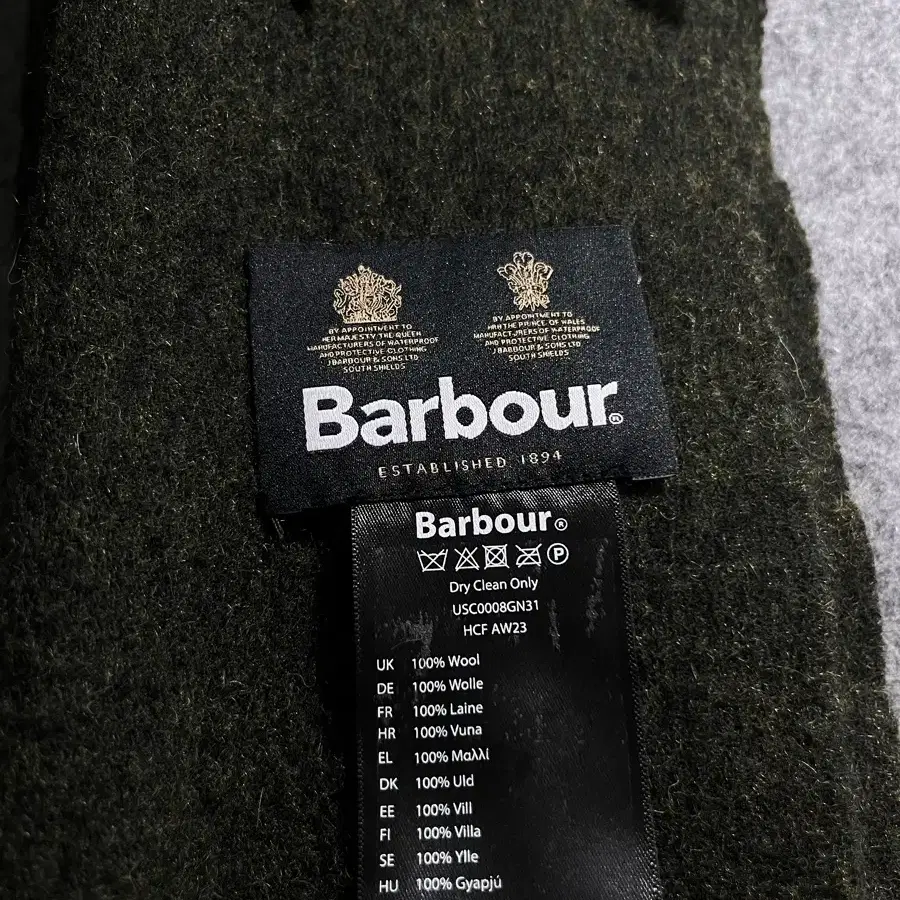 BY APPOINTMENT TO
HER MAJESTY THE QUEEN
MANUFACTURERS OF WATERPROOF
AND PROTECTIVE CLOTHING
J BARBOUR & SONS LTD
SOUTH SHIELDS
BY APPOINTMENT TO
HRH THE PRINCE OF WALES
MANUFACTURERS OF WATERPROOF
AND PROTECTIVE CLOTHING
J BARBOUR & SONS LTD
SOUTH SHIELDS
Barbour®
ESTABLISHED 1894
Barbour®
P
Dry Clean Only
USC0008GN31
HCF AW23
UK 100% Wool
DE 100% Wolle
FR 100% Laine
HR 100% Vuna
EL 100% Μαλλί
DK 100% Uld
EE 100% Vill
FI 100% Villa
SE 100% Ylle
HU 100% Gyapjú